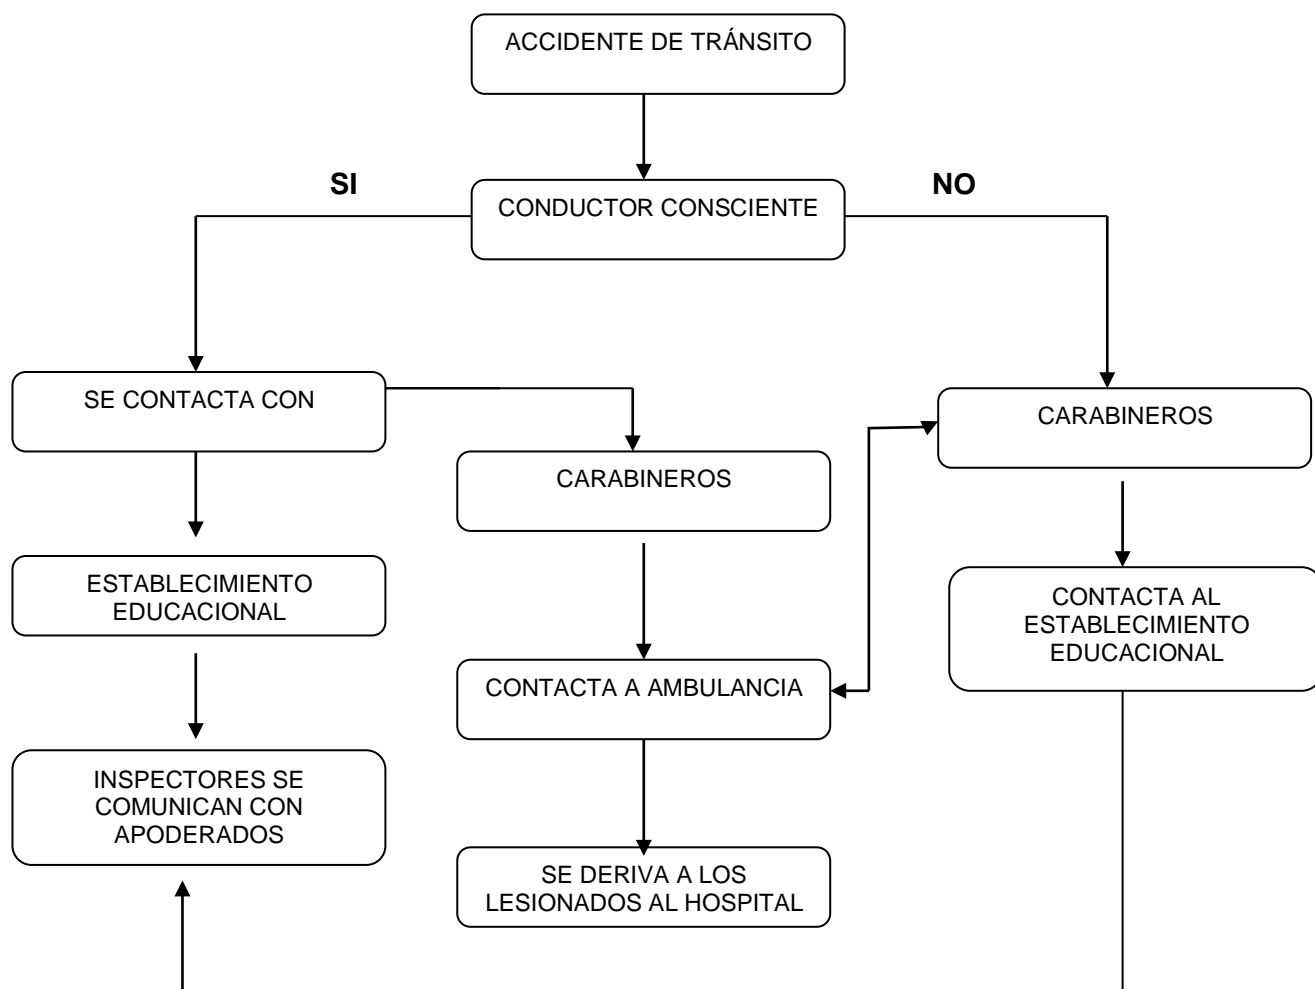 ACCIDENTE DE TRÁNSITO
SI
NO
CONDUCTOR CONSCIENTE
SE CONTACTA CON
CARABINEROS
CARABINEROS
ESTABLECIMIENTO
EDUCACIONAL
CONTACTA AL
ESTABLECIMIENTO
EDUCACIONAL
CONTACTA A AMBULANCIA
INSPECTORES SE
COMUNICAN CON
APODERADOS
SE DERIVA A LOS
LESIONADOS AL HOSPITAL